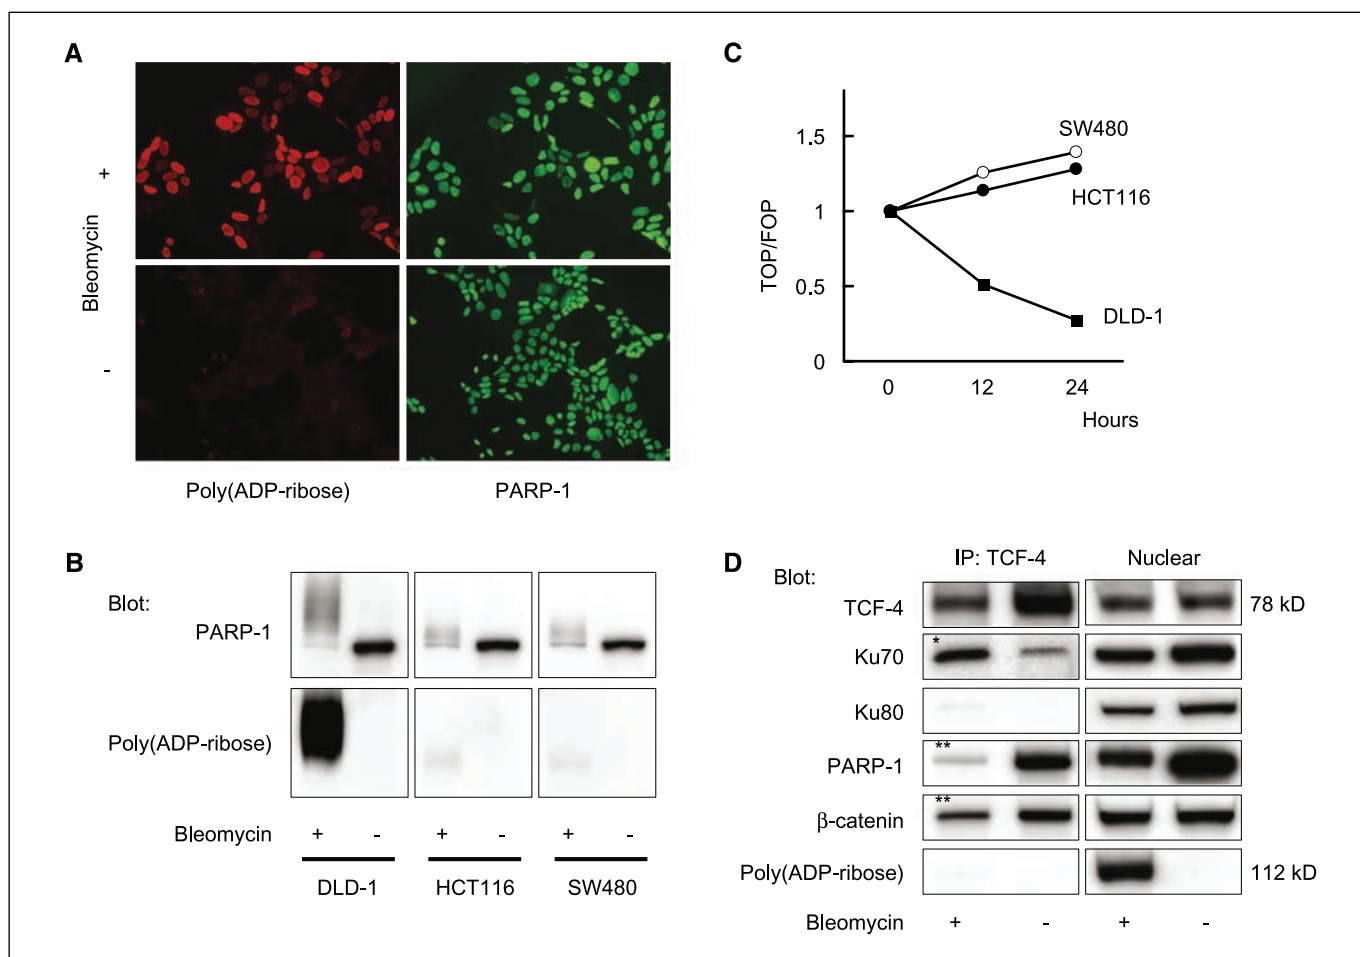 A
Bleomycin
+
-
Poly(ADP-ribose)
PARP-1
B
Blot:
PARP-1
Poly(ADP-ribose)
Bleomycin
+ - + - + -
DLD-1 HCT116 SW480
C
TOP/FOP
1.5
1
0.5
0
SW480
HCT116
DLD-1
0 12 24
Hours
D
Blot:
IP: TCF-4 Nuclear
TCF-4 78 kD
Ku70 *
Ku80
PARP-1 **
β-catenin **
Poly(ADP-ribose) 112 kD
Bleomycin + - + -